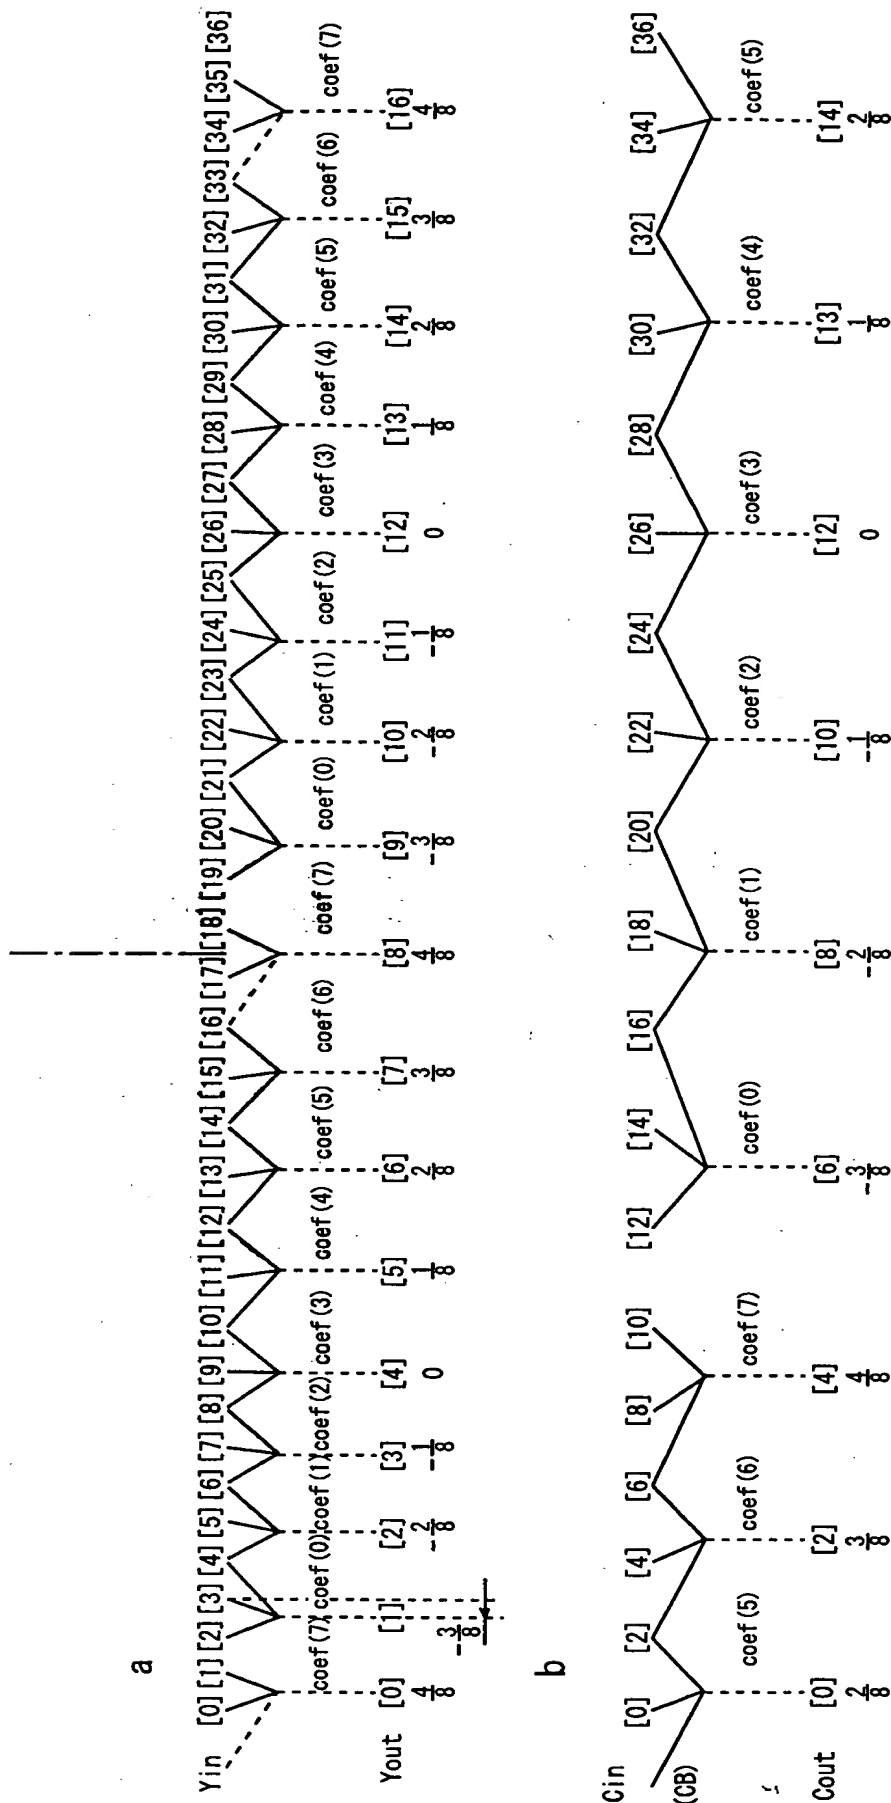 a
Yin [0] [1] [2] [3] [4] [5] [6] [7] [8] [9] [10] [11] [12] [13] [14] [15] [16] [17] [18] [19] [20] [21] [22] [23] [24] [25] [26] [27] [28] [29] [30] [31] [32] [33] [34] [35] [36]
coef(7) coef(0) coef(1) coef(2) coef(3) coef(4) coef(5) coef(6) coef(7) coef(0) coef(1) coef(2) coef(3) coef(4) coef(5) coef(6) coef(7)
Yout [0] [1] [2] [3] [4] [5] [6] [7] [8] [9] [10] [11] [12] [13] [14] [15] [16]
4/8 -3/8 -2/8 -1/8 0 1/8 2/8 3/8 4/8 -3/8 -2/8 -1/8 0 1/8 2/8 3/8 4/8
b
Cin [0] [2] [4] [6] [8] [10] [12] [14] [16] [18] [20] [22] [24] [26] [28] [30] [32] [34] [36]
(CB)
coef(5) coef(6) coef(7) coef(0) coef(1) coef(2) coef(3) coef(4) coef(5)
Cout [0] [2] [4] [6] [8] [10] [12] [13] [14]
2/8 3/8 4/8 -3/8 -2/8 -1/8 0 1/8 2/8